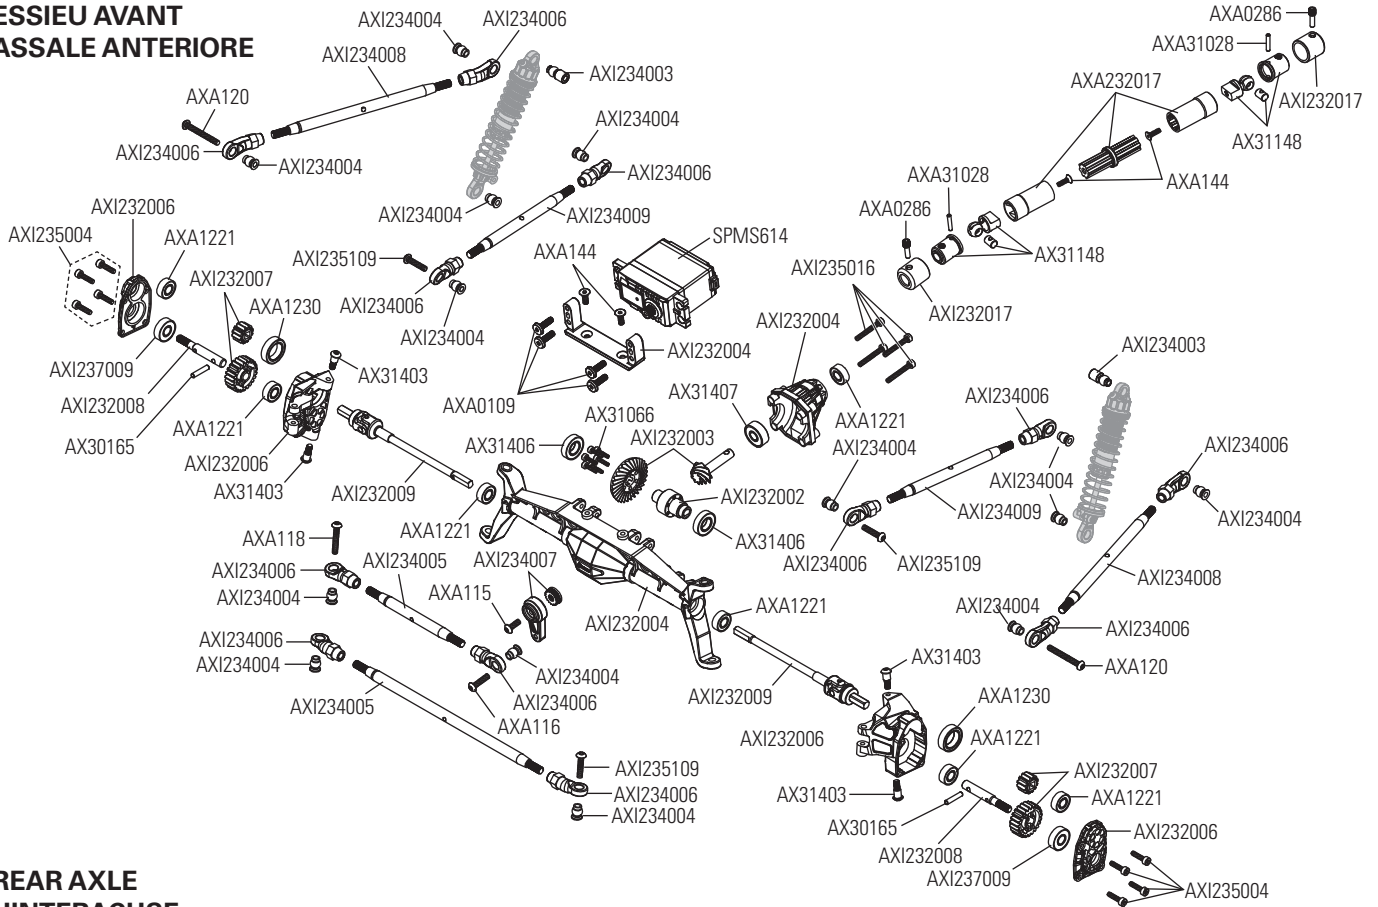 ESSIEU AVANT
ASSALE ANTERIORE
AXI234004
AXI234006
AXI234008
AXI234003
AXA120
AXI234006
AXI234004
AXI234004
AXI234006
AXI234004
AXI234009
AXI235109
AXI234006
AXI234004
AXA0286
AXA31028
AXA232017
AXI232017
AX31148
AXA144
AXA31028
AXA0286
AX31148
AXI232017
AXI232006
AXI235004
AXA1221
AXI232007
AXA1230
AXI237009
AXI232008
AX30165
AXA1221
AXI232006
AX31403
AX31403
AXI232009
AXA1221
AXA144
SPMS614
AXI232004
AXA0109
AXI235016
AXI232004
AXA1221
AX31407
AX31066
AX31406
AXI232003
AXI232002
AX31406
AXI234003
AXI234006
AXI234004
AXI234004
AXI234009
AXI234006
AXI235109
AXI234006
AXI234004
AXI234008
AXI234004
AXI234006
AXA120
AXA118
AXI234006
AXI234004
AXI234005
AXI234007
AXA115
AXI232004
AXI234006
AXI234004
AXI234005
AXI234004
AXI234006
AXA116
AXI235109
AXI234006
AXI234004
AXA1221
AXI232009
AX31403
AXA1230
AXI232006
AXA1221
AXI232007
AX31403
AXA1221
AX30165
AXI232006
AXI232008
AXI237009
AXI235004
REAR AXLE